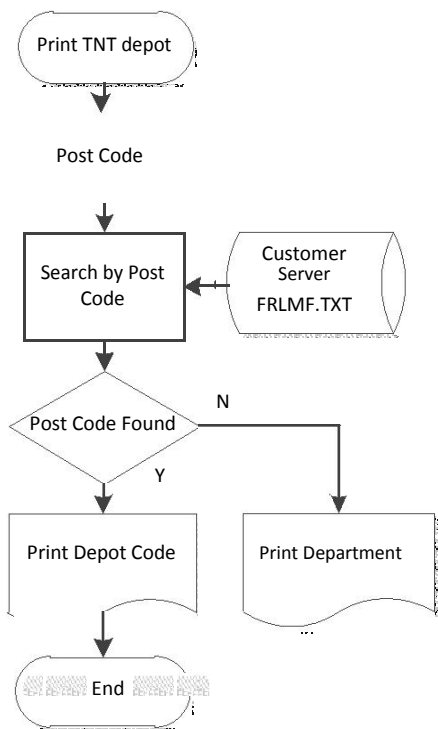 Print TNT depot
Post Code
Search by Post
Code
Customer
Server
FRLMF.TXT
Post Code Found
N
Y
Print Depot Code
Print Department
End